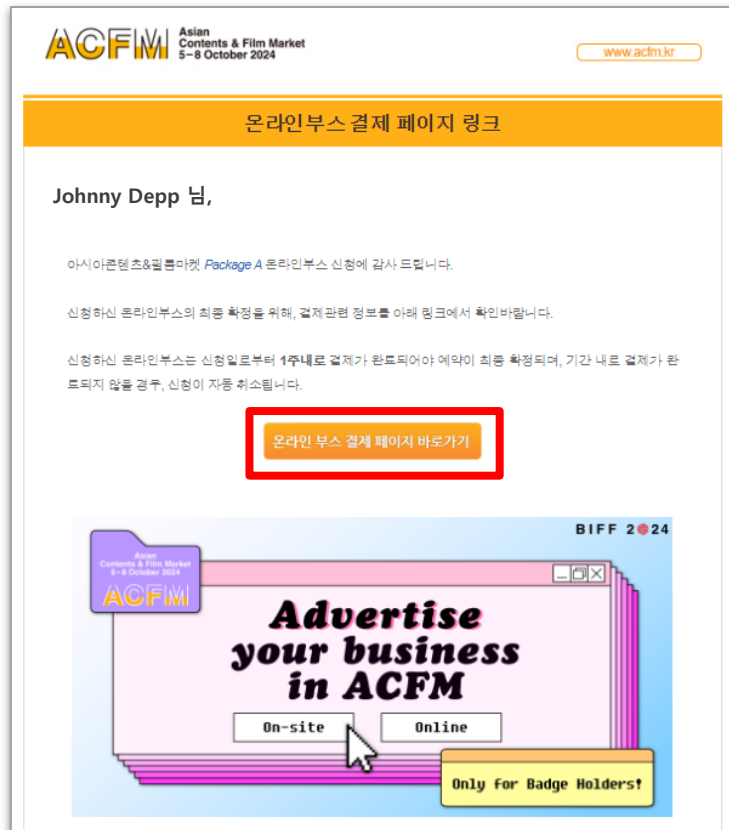 ACFM
Asian
Contents & Film Market
5–8 October 2024
www.acfm.kr
온라인부스 결제 페이지 링크
Johnny Depp 님,
아시아콘텐츠&필름마켓 Package A 온라인부스 신청에 감사 드립니다.
신청하신 온라인부스의 최종 확정을 위해, 결제관련 정보를 아래 링크에서 확인바랍니다.
신청하신 온라인부스는 신청일로부터 1주내로 결제가 완료되어야 예약이 최종 확정되며, 기간 내로 결제가 완
료되지 않을 경우, 신청이 자동 취소됩니다.
온라인 부스 결제 페이지 바로가기
BIFF 2024
Asian
Contents & Film Market
5–8 October 2024
ACFM
Advertise
your business
in ACFM
On-site
Online
Only for Badge Holders!